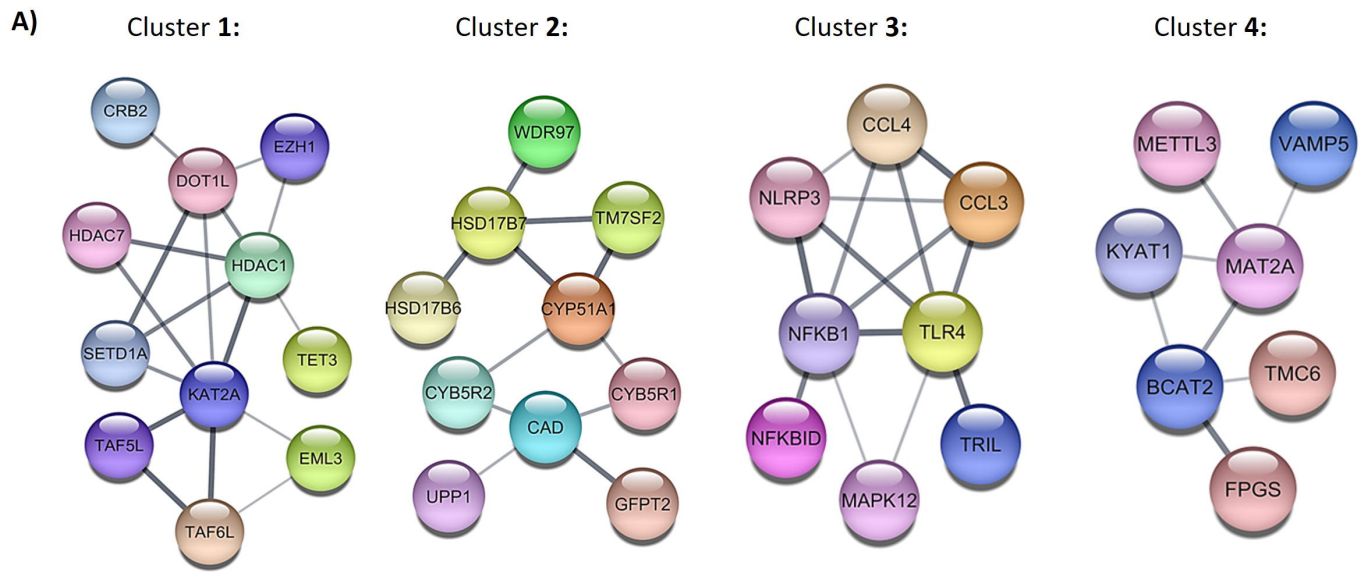 A)
Cluster 1:
Cluster 2:
Cluster 3:
Cluster 4:
CRB2
EZH1
DOT1L
HDAC7
HDAC1
SETD1A
TET3
KAT2A
TAF5L
EML3
TAF6L
WDR97
HSD17B7
TM7SF2
HSD17B6
CYP51A1
CYB5R2
CYB5R1
CAD
UPP1
GFPT2
CCL4
NLRP3
CCL3
NFKB1
TLR4
NFKBID
TRIL
MAPK12
METTL3
VAMP5
KYAT1
MAT2A
BCAT2
TMC6
FPGS